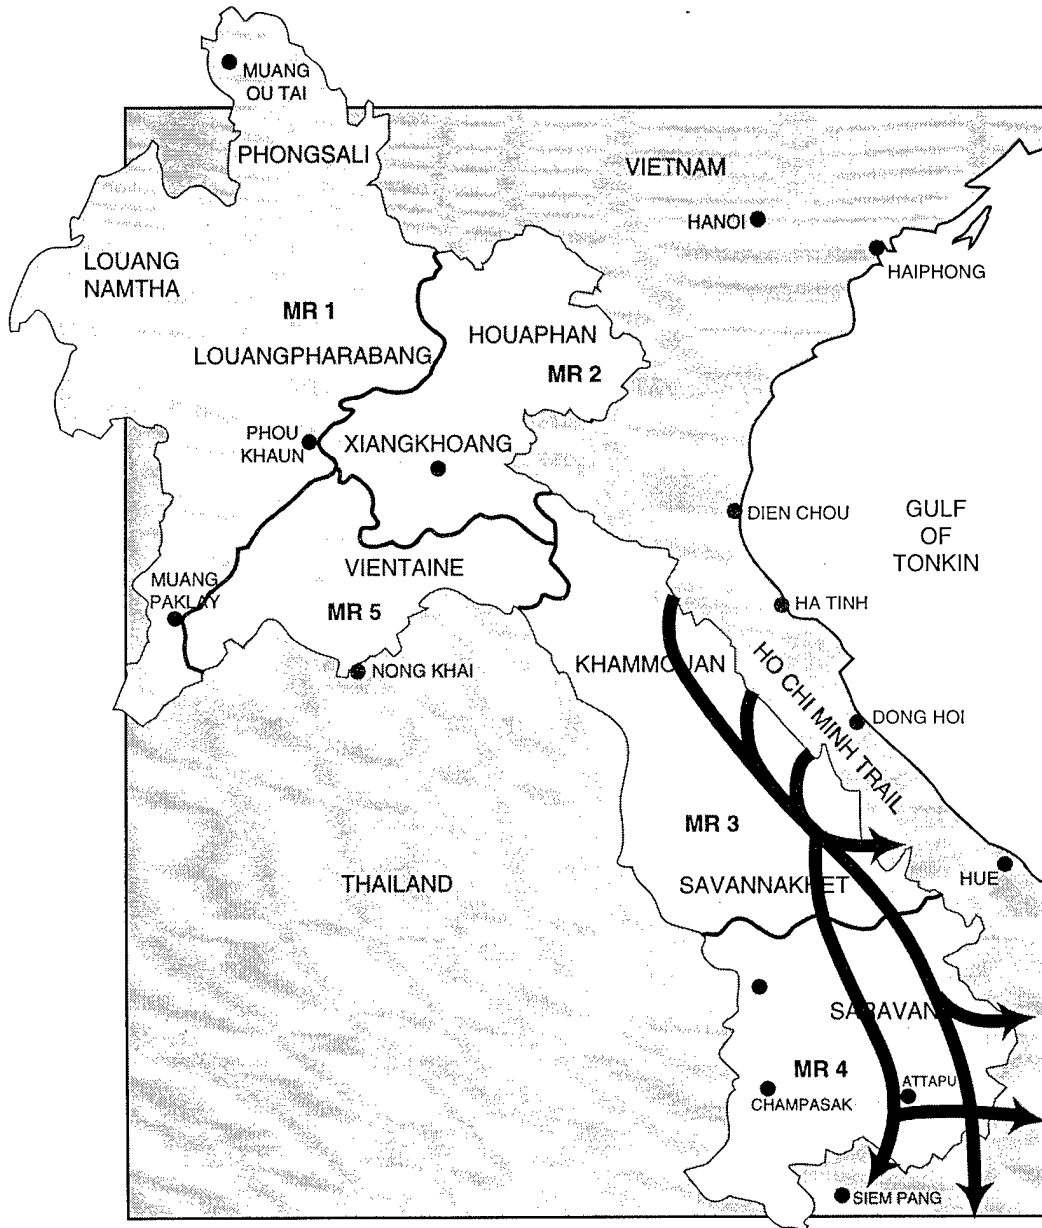 MUANG
OU TAI
PHONGSALI
VIETNAM
HANOI
HAIPHONG
LOUANG
NAMTHA
MR 1
LOUANGPHARABANG
HOUAPHAN
MR 2
PHOU
KHAUN
XIANGKHOANG
DIEN CHOU
GULF
OF
TONKIN
VIENTAINE
MUANG
PAKLAY
MR 5
HA TINH
NONG KHAI
KHAMMOUAN
HO CHI MINH TRAIL
DONG HOI
MR 3
THAILAND
SAVANNAKHET
HUE
SARAVAN
MR 4
ATTAPU
CHAMPASAK
SIEM PANG